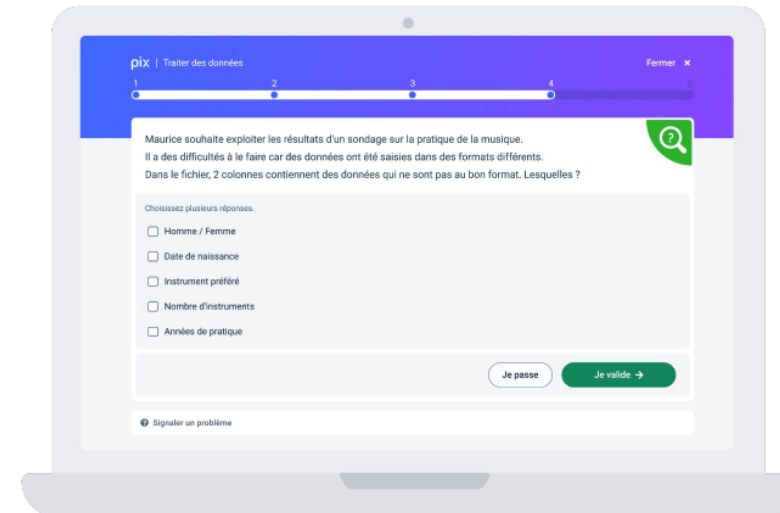 pix | Traiter des données
Fermer ×
1 2 3 4 5
Maurice souhaite exploiter les résultats d'un sondage sur la pratique de la musique.
Il a des difficultés à le faire car des données ont été saisies dans des formats différents.
Dans le fichier, 2 colonnes contiennent des données qui ne sont pas au bon format. Lesquelles ?
Choisissez plusieurs réponses.
Homme / Femme
Date de naissance
Instrument préféré
Nombre d'instruments
Années de pratique
Je passe
Je valide →
Signaler un problème